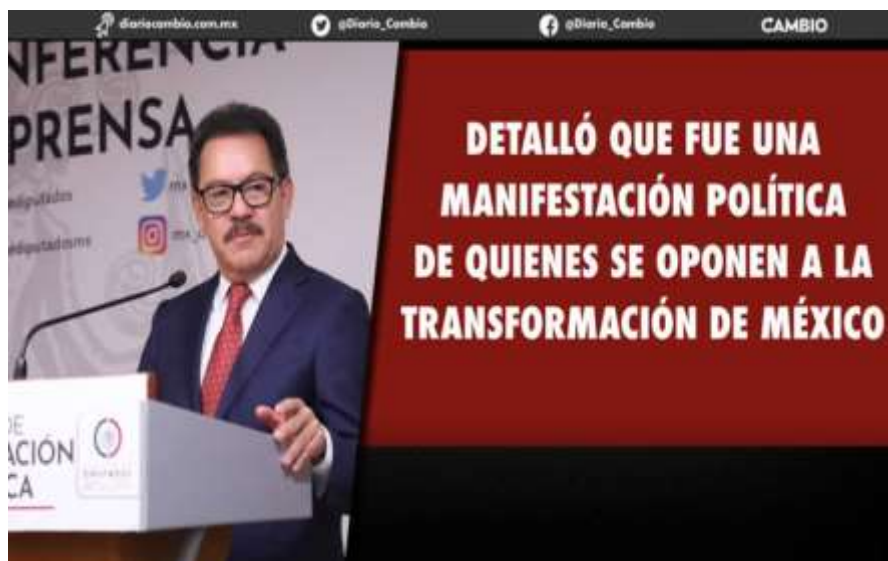 diariocambio.com.mx
@Diario_Cambio
@Diario_Cambio
CAMBIO
NFERENCIA
PRENSA
DETALLÓ QUE FUE UNA
MANIFESTACIÓN POLÍTICA
DE QUIENES SE OPONEN A LA
TRANSFORMACIÓN DE MÉXICO
DE
ACIÓN
CA